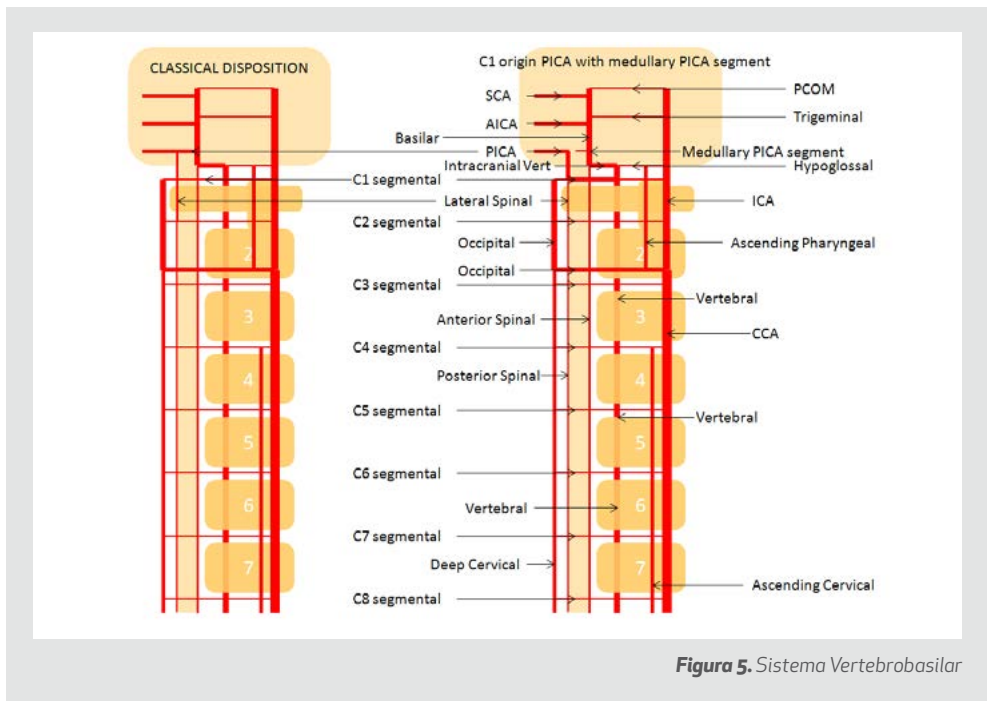 CLASSICAL DISPOSITION
C1 origin PICA with medullary PICA segment
SCA
PCOM
AICA
Trigeminal
Basilar
PICA
Medullary PICA segment
Intracranial Vert
Hypoglossal
C1 segmental
Lateral Spinal
ICA
C2 segmental
Occipital
Ascending Pharyngeal
2
2
Occipital
C3 segmental
Vertebral
3
Anterior Spinal
3
CCA
C4 segmental
4
Posterior Spinal
4
C5 segmental
Vertebral
5
5
C6 segmental
6
Vertebral
6
C7 segmental
7
Deep Cervical
7
Ascending Cervical
C8 segmental
Figura 5. Sistema Vertebrobasilar